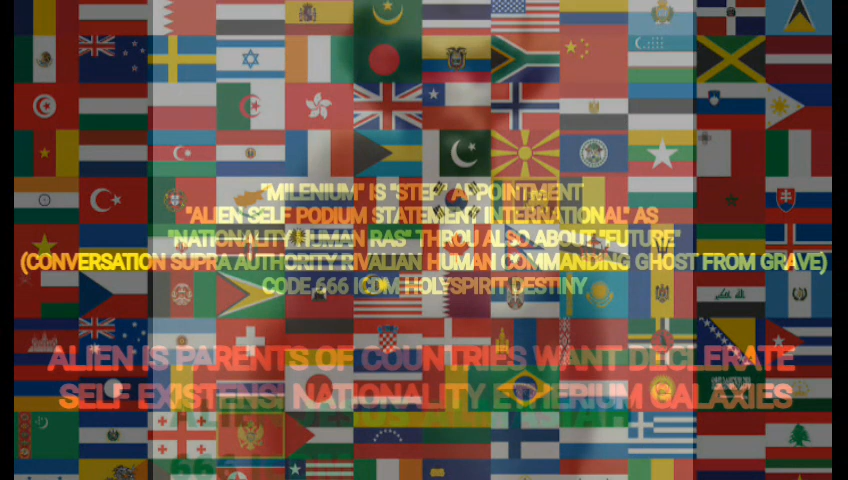 "MILENIUM" IS "STEP" APPOINTMENT
"ALIEN SELF PODIUM STATEMENT INTERNATIONAL" AS
"NATIONALITY HUMAN RAS" THROU ALSO ABOUT "FUTURE"
(CONVERSATION SUPRA AUTHORITY RIVALIAN HUMAN COMMANDING GHOST FROM GRAVE)
CODE 666 ICDM HOLYSPIRIT DESTINY
ALIEN IS PARENTS OF COUNTRIES WANT DECLERATE
SELF EXISTENSI NATIONALITY ETHERIUM GALAXIES